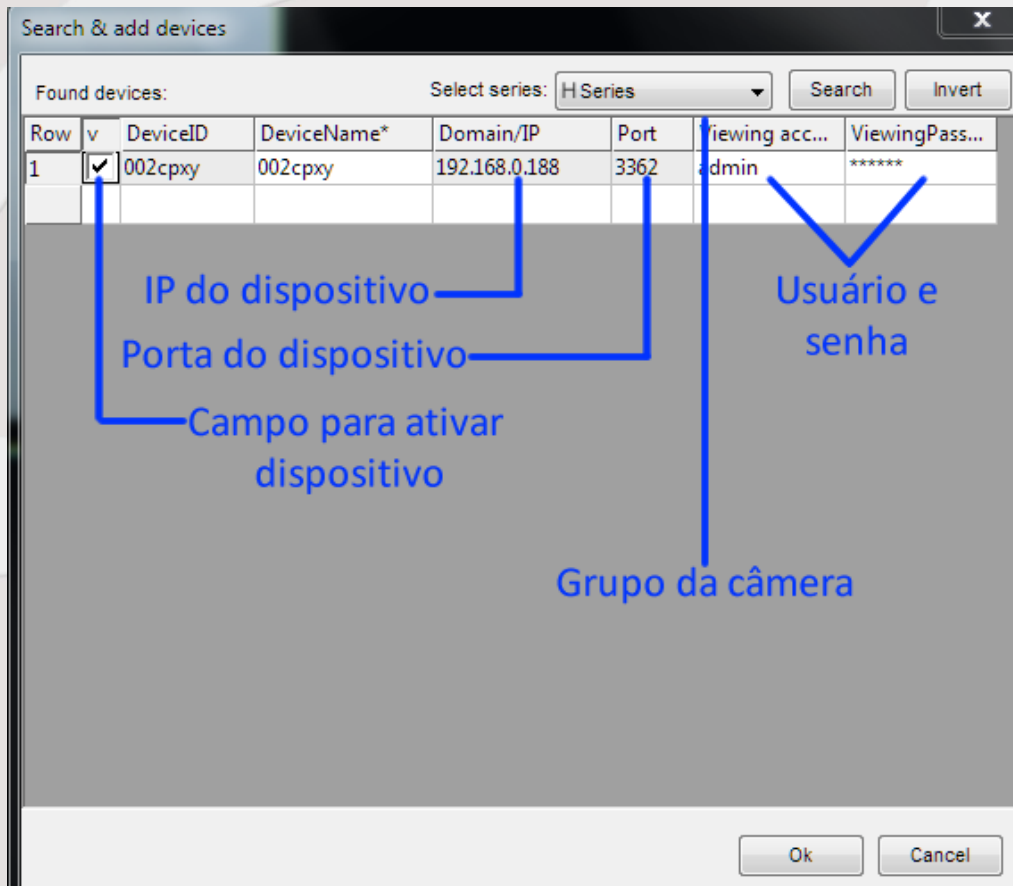 Search & add devices
x
Found devices:
Select series: H Series
Search
Invert
Row v DeviceID DeviceName* Domain/IP Port Viewing acc... ViewingPass...
1 002cpxy 002cpxy 192.168.0.188 3362 admin ******
IP do dispositivo
Usuário e
senha
Porta do dispositivo
Campo para ativar
dispositivo
Grupo da câmera
Ok
Cancel